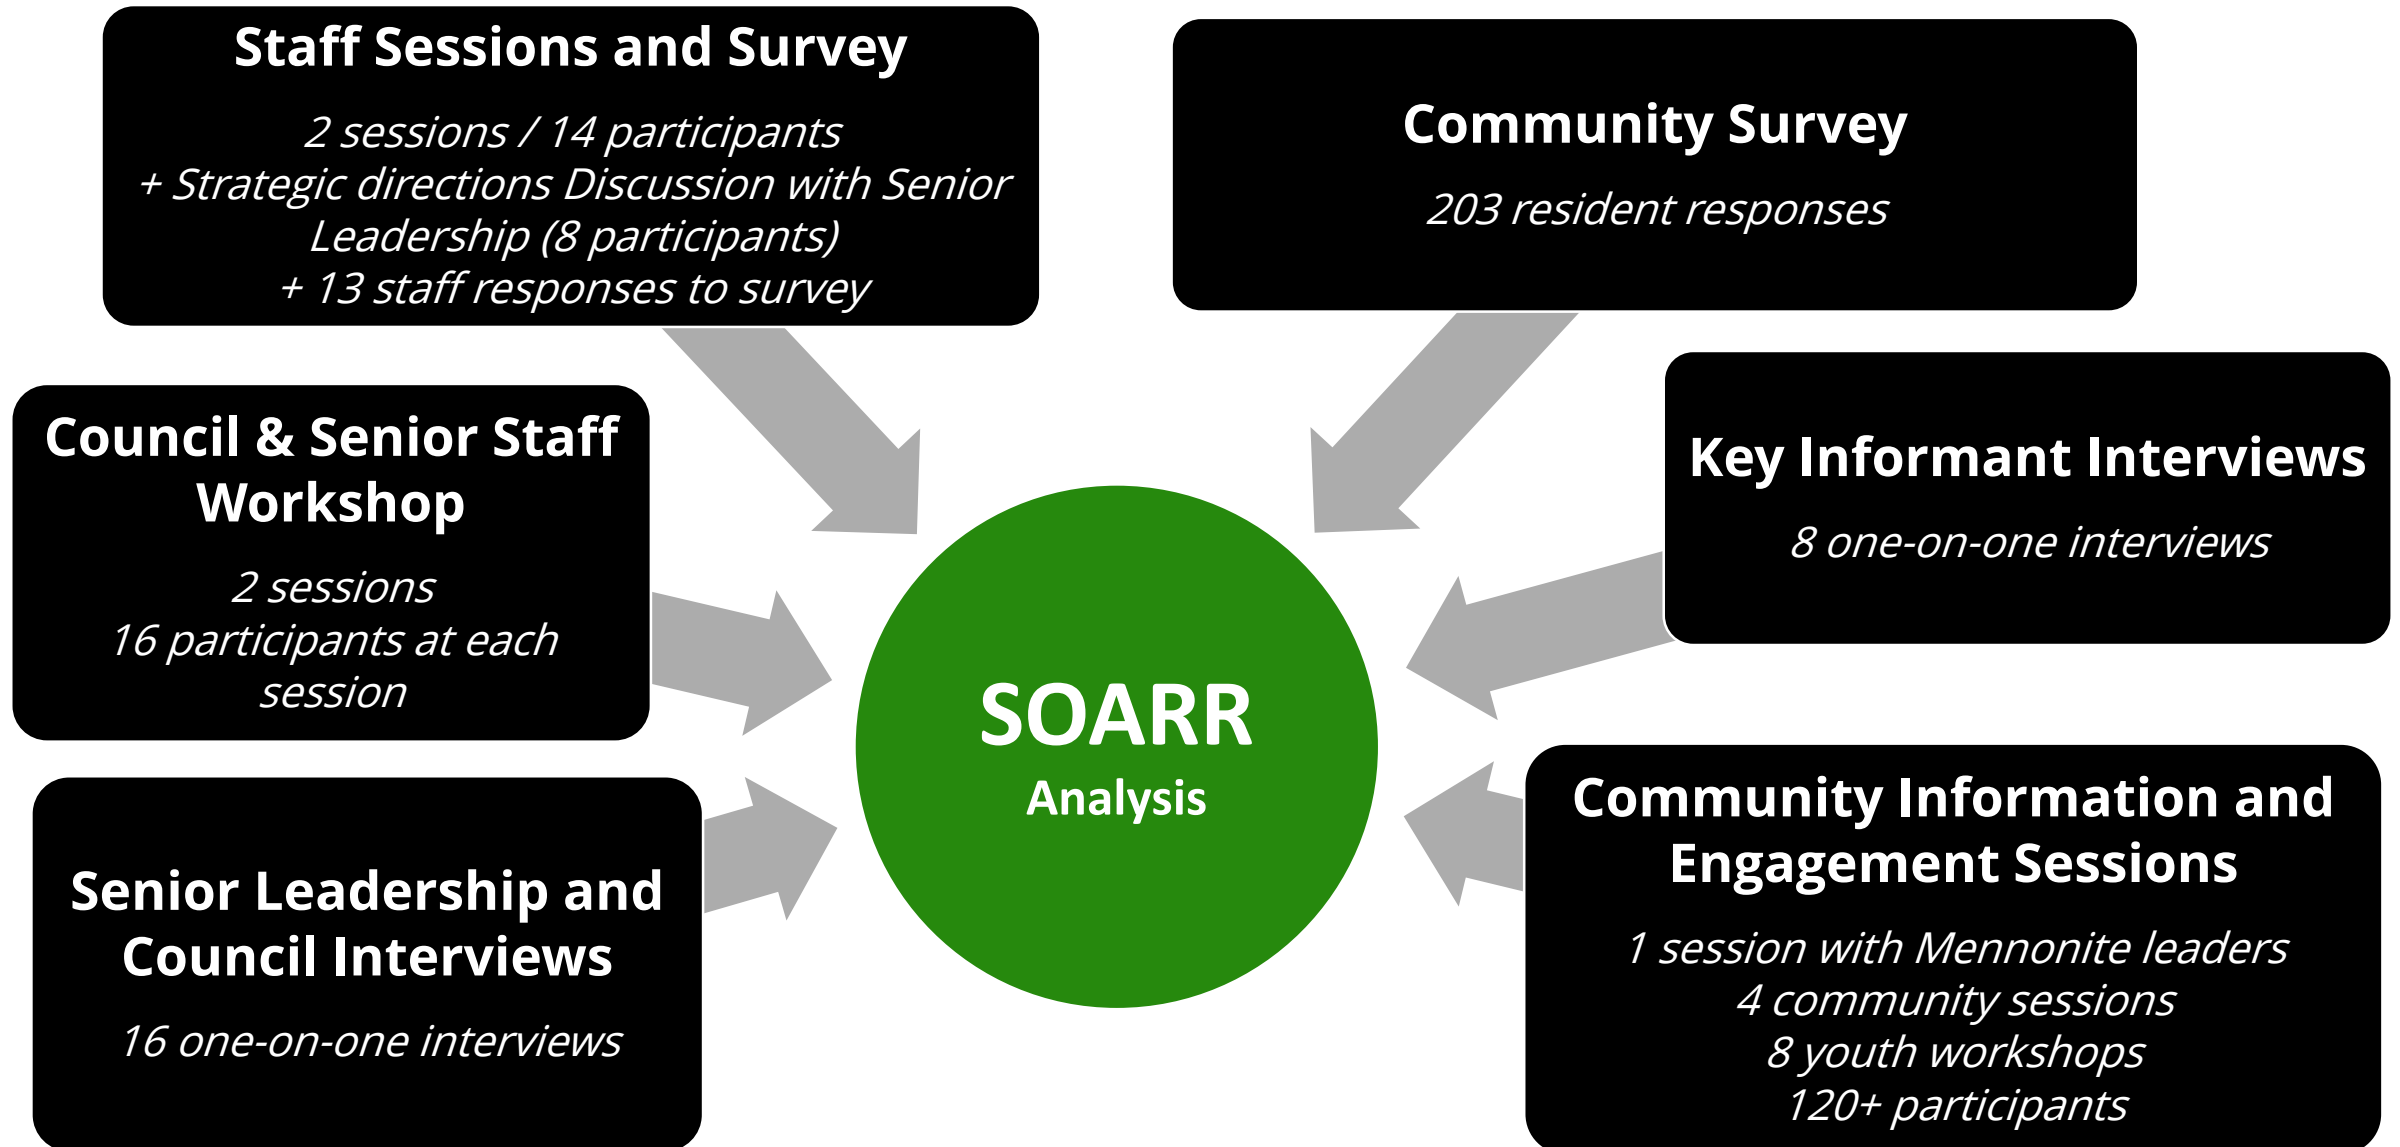 Staff Sessions and Survey
2 sessions / 14 participants
+ Strategic directions Discussion with Senior
Leadership (8 participants)
+ 13 staff responses to survey
Community Survey
203 resident responses
Council & Senior Staff
Workshop
2 sessions
16 participants at each
session
Key Informant Interviews
8 one-on-one interviews
SOARR
Analysis
Senior Leadership and
Council Interviews
16 one-on-one interviews
Community Information and
Engagement Sessions
1 session with Mennonite leaders
4 community sessions
8 youth workshops
120+ participants